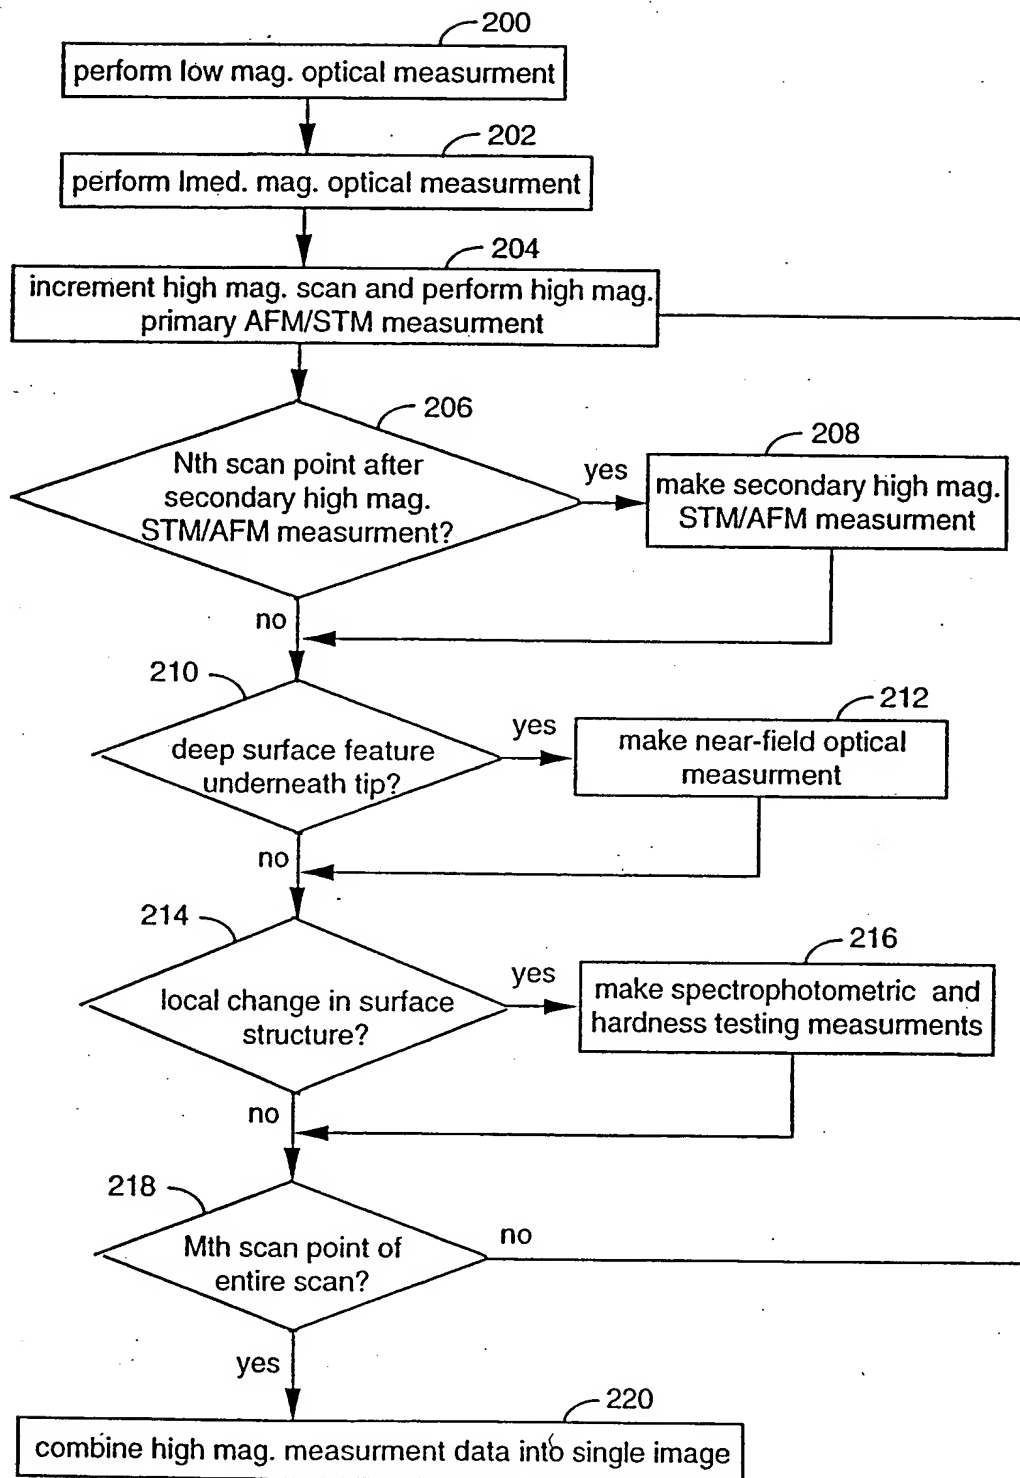 200
perform low mag. optical measurment
202
perform Imed. mag. optical measurment
204
increment high mag. scan and perform high mag.
primary AFM/STM measurment
206
Nth scan point after
secondary high mag.
STM/AFM measurment?
yes
208
make secondary high mag.
STM/AFM measurment
no
210
deep surface feature
underneath tip?
yes
212
make near-field optical
measurment
no
214
local change in surface
structure?
yes
216
make spectrophotometric and
hardness testing measurments
no
218
Mth scan point of
entire scan?
no
yes
220
combine high mag. measurment data into single image